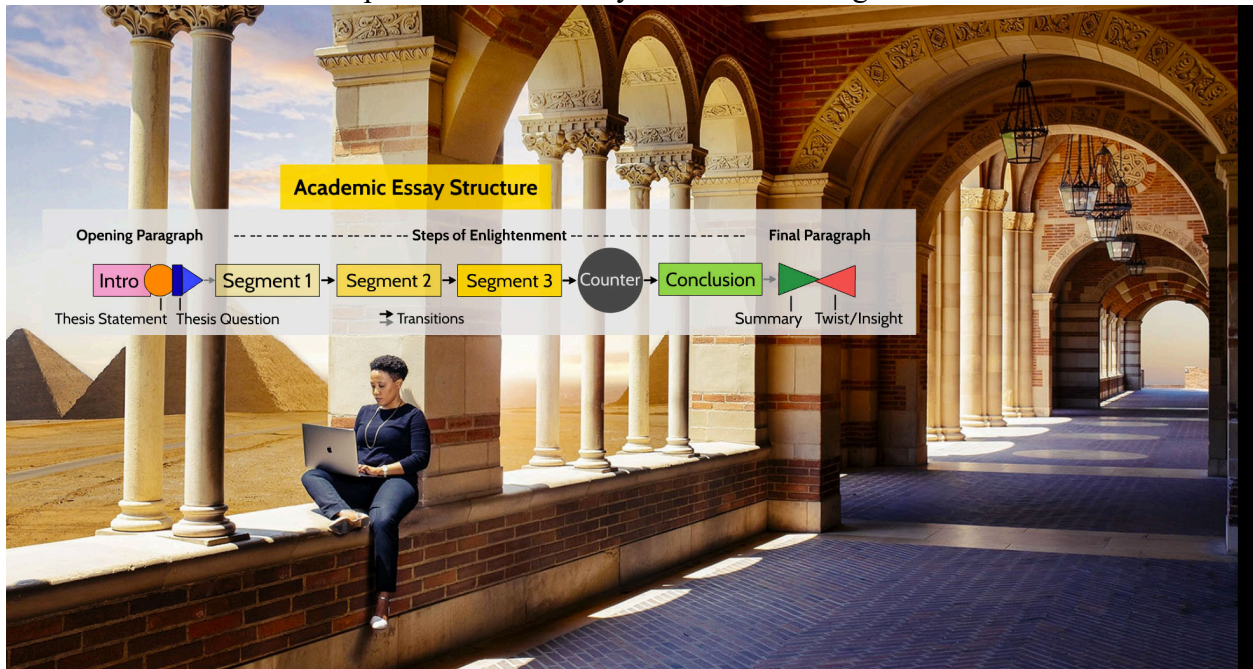 Academic Essay Structure
Opening Paragraph
Steps of Enlightenment
Final Paragraph
Intro
Segment 1
Segment 2
Segment 3
Counter
Conclusion
Thesis Statement
Thesis Question
Transitions
Summary
Twist/Insight